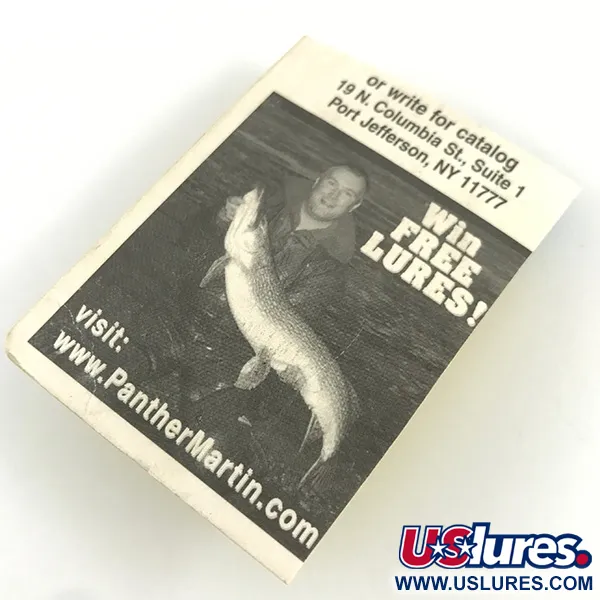 or write for catalog
19 N. Columbia St., Suite 1
Port Jefferson, NY 11777
Win
FREE
LURES!
visit:
www.PantherMartin.com
USlures.
WWW.USLURES.COM